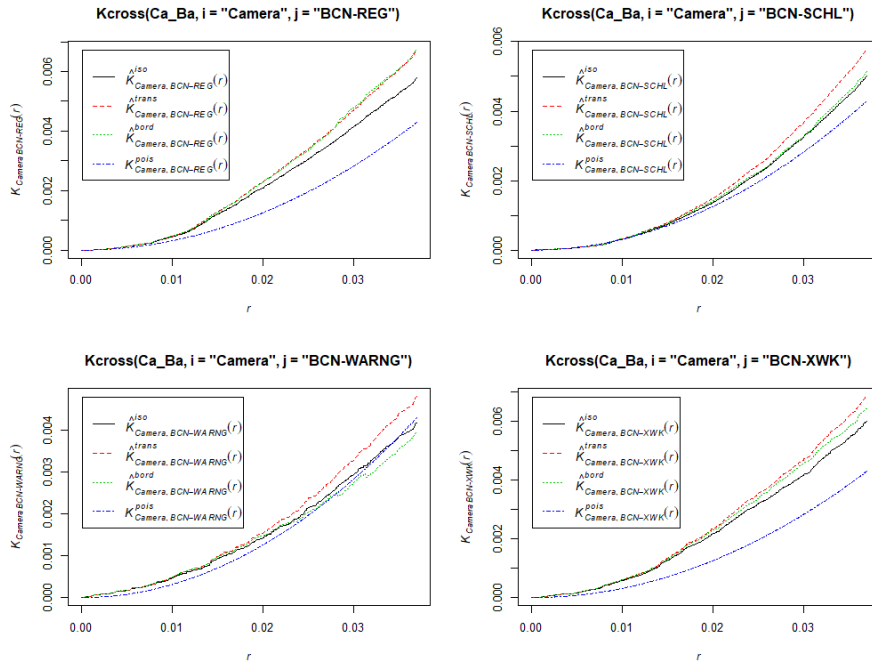 Kcross(Ca_Ba, i = "Camera", j = "BCN-REG")
K̂ iso Camera, BCN−REG (r)
K̂ trans Camera, BCN−REG (r)
K̂ bord Camera, BCN−REG (r)
K pois Camera, BCN−REG (r)
K Camera BCN-REG (r)
0.000 0.002 0.004 0.006
0.00 0.01 0.02 0.03
r
Kcross(Ca_Ba, i = "Camera", j = "BCN-SCHL")
K̂ iso Camera, BCN−SCHL (r)
K̂ trans Camera, BCN−SCHL (r)
K̂ bord Camera, BCN−SCHL (r)
K pois Camera, BCN−SCHL (r)
K Camera BCN-SCHL (r)
0.000 0.002 0.004 0.006
0.00 0.01 0.02 0.03
r
Kcross(Ca_Ba, i = "Camera", j = "BCN-WARNG")
K̂ iso Camera, BCN−WARNG (r)
K̂ trans Camera, BCN−WARNG (r)
K̂ bord Camera, BCN−WARNG (r)
K pois Camera, BCN−WARNG (r)
K Camera BCN-WARNG (r)
0.000 0.001 0.002 0.003 0.004
0.00 0.01 0.02 0.03
r
Kcross(Ca_Ba, i = "Camera", j = "BCN-XWK")
K̂ iso Camera, BCN−XWK (r)
K̂ trans Camera, BCN−XWK (r)
K̂ bord Camera, BCN−XWK (r)
K pois Camera, BCN−XWK (r)
K Camera BCN-XWK (r)
0.000 0.002 0.004 0.006
0.00 0.01 0.02 0.03
r